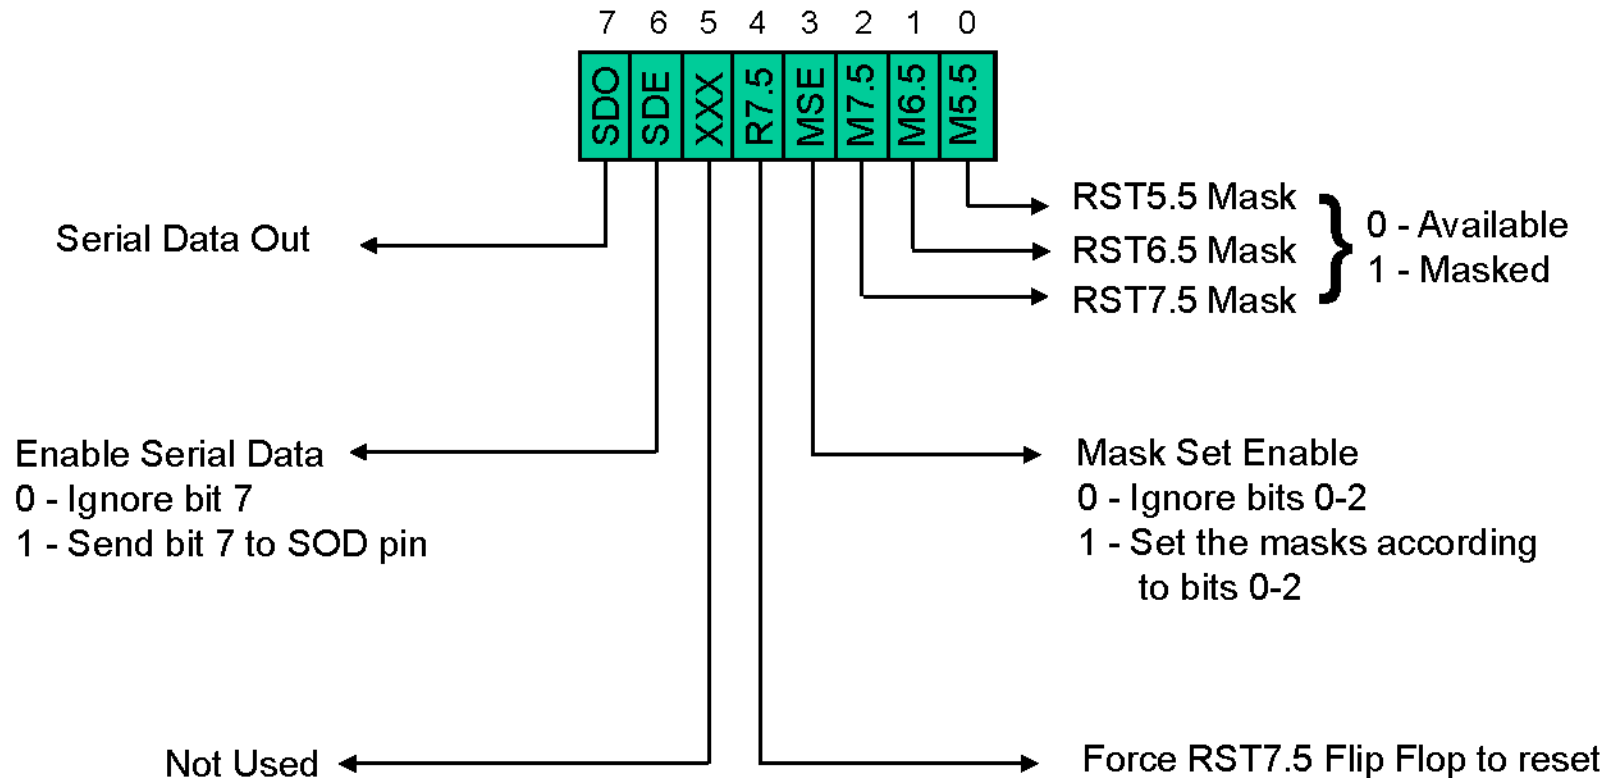 7 6 5 4 3 2 1 0
SDO SDE XXX R7.5 MSE M7.5 M6.5 M5.5
Serial Data Out
RST5.5 Mask
RST6.5 Mask
RST7.5 Mask
0 - Available
1 - Masked
Enable Serial Data
0 - Ignore bit 7
1 - Send bit 7 to SOD pin
Mask Set Enable
0 - Ignore bits 0-2
1 - Set the masks according
to bits 0-2
Not Used
Force RST7.5 Flip Flop to reset